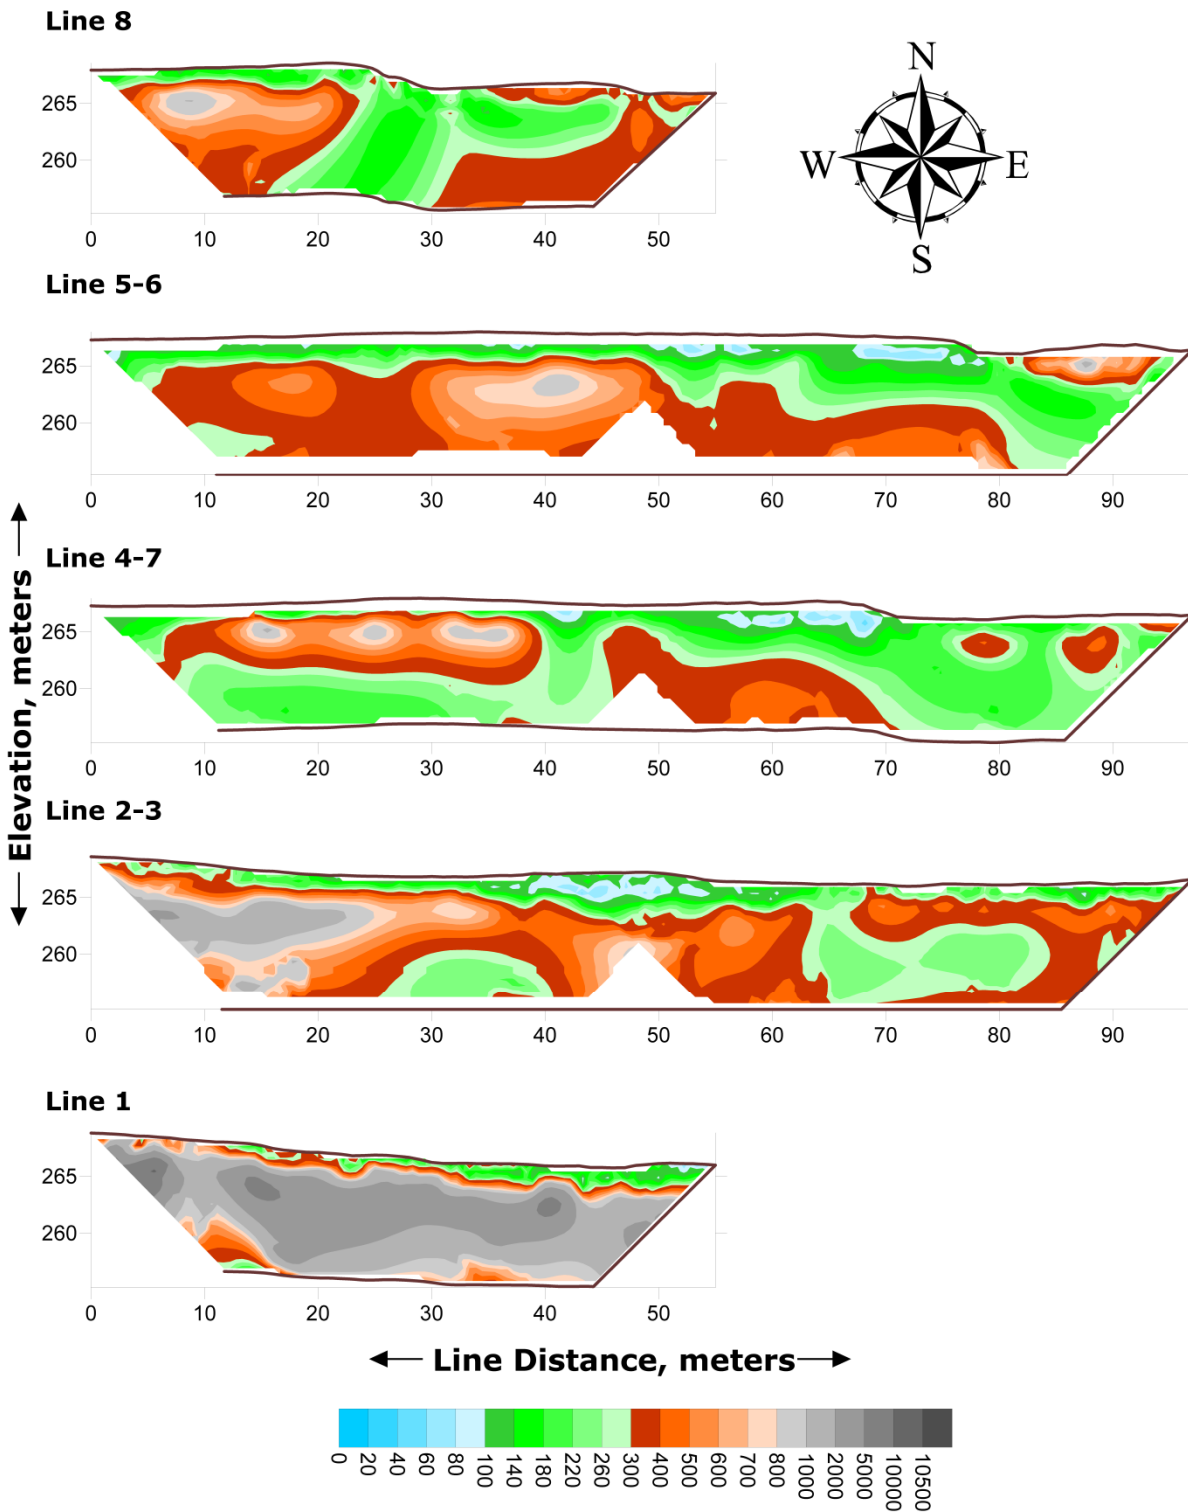 Line 8
N
W E
S
265
260
0 10 20 30 40 50
Line 5-6
265
260
0 10 20 30 40 50 60 70 80 90
Line 4-7
265
260
0 10 20 30 40 50 60 70 80 90
Elevation, meters
Line 2-3
265
260
0 10 20 30 40 50 60 70 80 90
Line 1
265
260
0 10 20 30 40 50
Line Distance, meters
0 20 40 60 80 100 140 180 220 260 300 400 500 600 700 800 1000 2000 5000 10000 10500